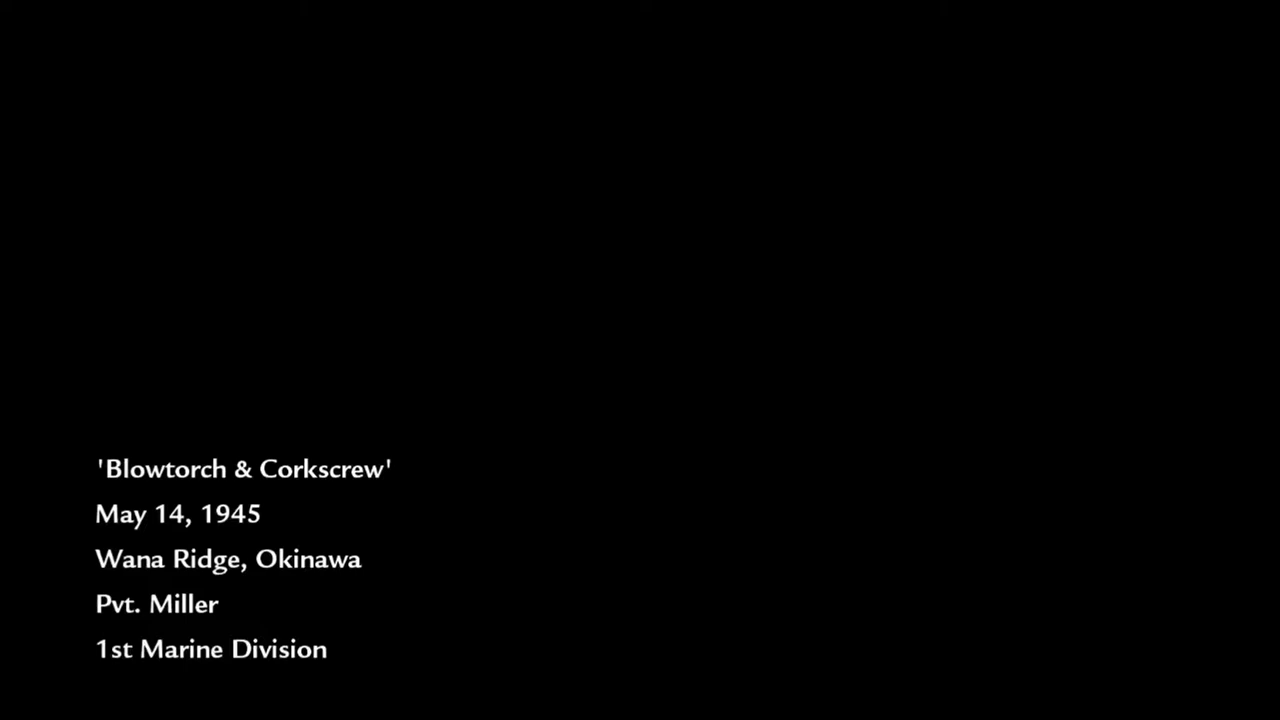 'Blowtorch & Corkscrew'
May 14, 1945
Wana Ridge, Okinawa
Pvt. Miller
1st Marine Division